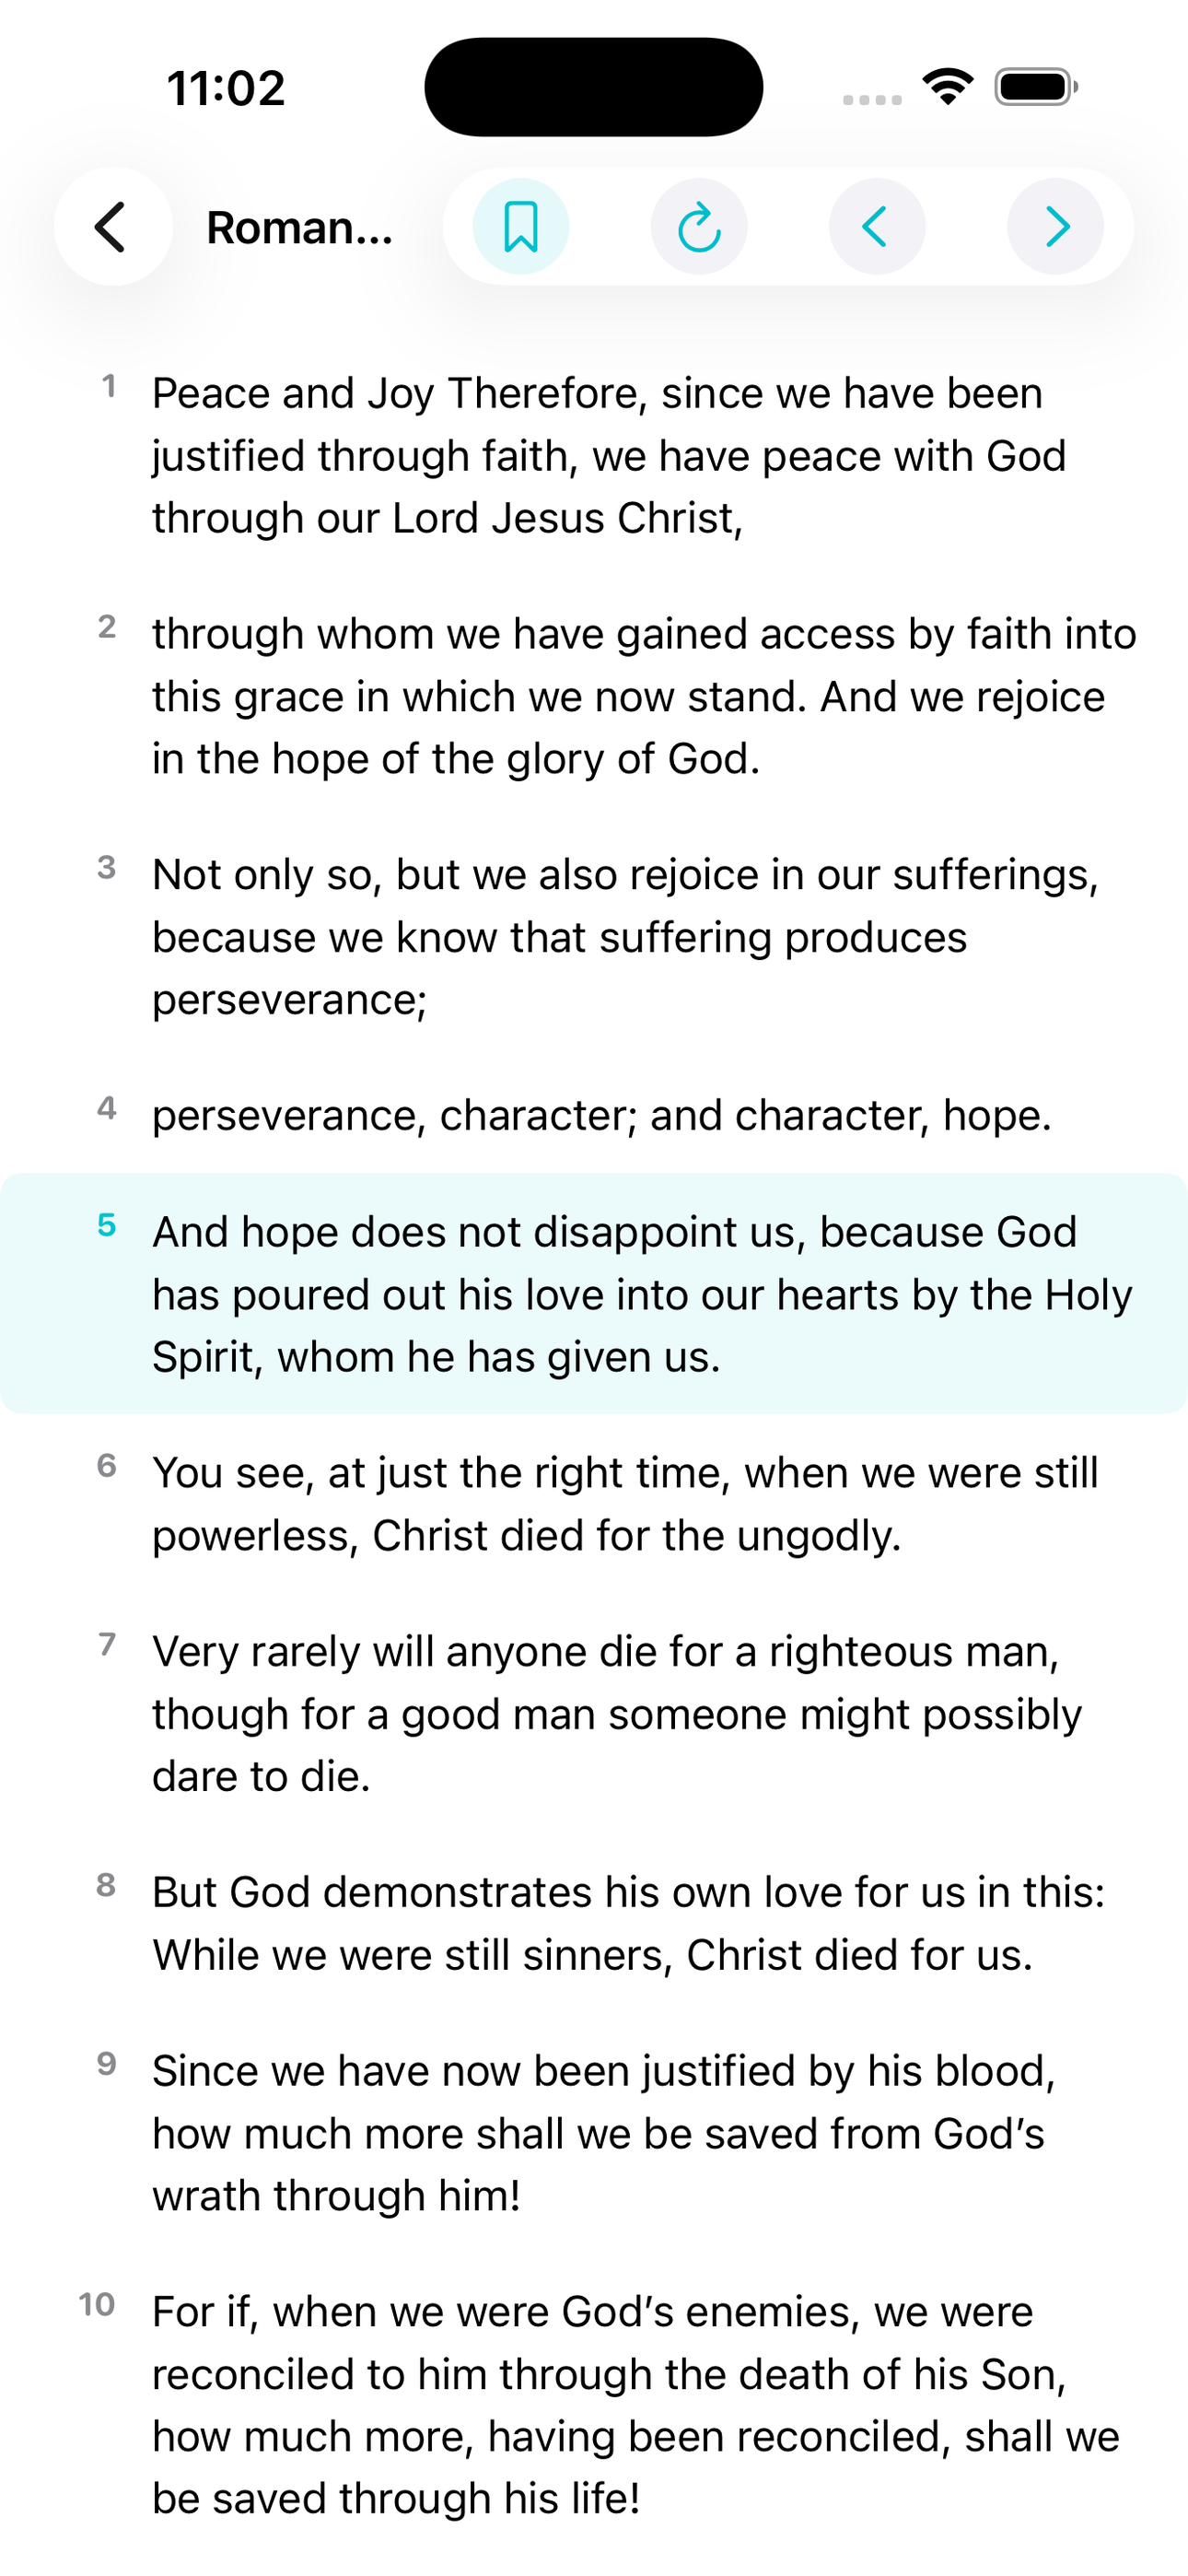 11:02
Roman...
1 Peace and Joy Therefore, since we have been
justified through faith, we have peace with God
through our Lord Jesus Christ,
2 through whom we have gained access by faith into
this grace in which we now stand. And we rejoice
in the hope of the glory of God.
3 Not only so, but we also rejoice in our sufferings,
because we know that suffering produces
perseverance;
4 perseverance, character; and character, hope.
5 And hope does not disappoint us, because God
has poured out his love into our hearts by the Holy
Spirit, whom he has given us.
6 You see, at just the right time, when we were still
powerless, Christ died for the ungodly.
7 Very rarely will anyone die for a righteous man,
though for a good man someone might possibly
dare to die.
8 But God demonstrates his own love for us in this:
While we were still sinners, Christ died for us.
9 Since we have now been justified by his blood,
how much more shall we be saved from God’s
wrath through him!
10 For if, when we were God’s enemies, we were
reconciled to him through the death of his Son,
how much more, having been reconciled, shall we
be saved through his life!